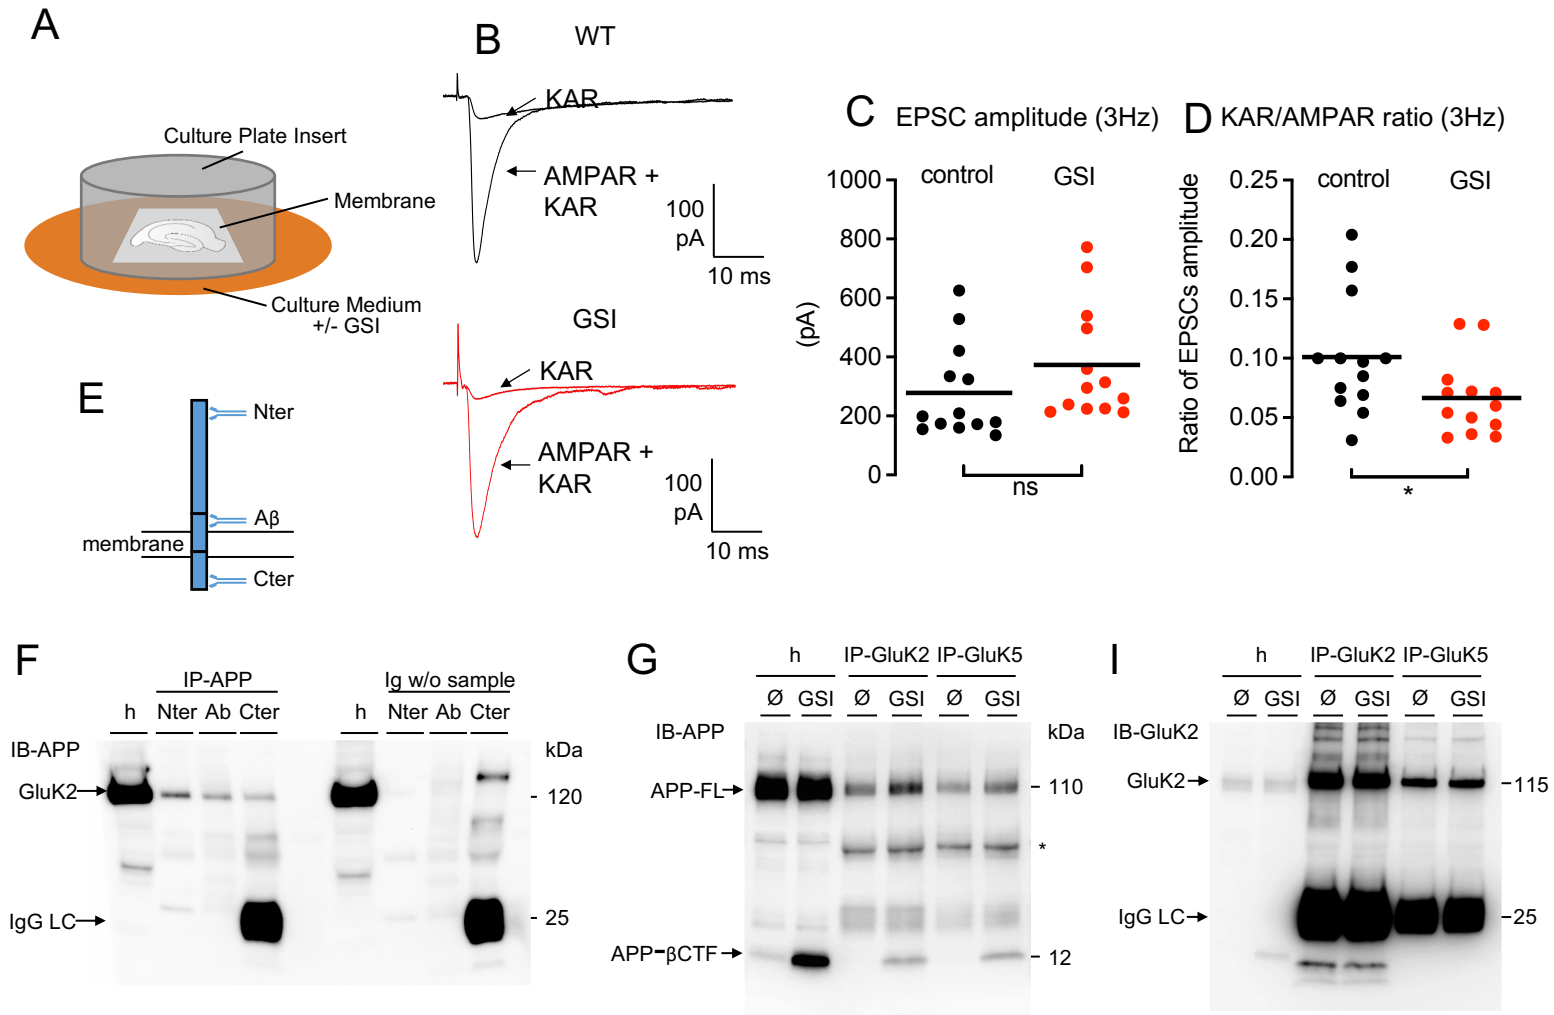 A
Culture Plate Insert
Membrane
Culture Medium
+/- GSI
B
WT
KAR
AMPAR +
KAR
100
pA
10 ms
GSI
KAR
AMPAR +
KAR
100
pA
10 ms
C EPSC amplitude (3Hz)
control GSI
1000
800
600
400
200
0
(pA)
ns
D KAR/AMPAR ratio (3Hz)
control GSI
0.25
0.20
0.15
0.10
0.05
0.00
Ratio of EPSCs amplitude
*
E
Nter
Aβ
membrane
Cter
F
IP-APP Ig w/o sample
h Nter Ab Cter h Nter Ab Cter
IB-APP kDa
GluK2 - 120
IgG LC - 25
G
h IP-GluK2 IP-GluK5
Ø GSI Ø GSI Ø GSI
IB-APP kDa
APP-FL - 110
*
APP-βCTF - 12
I
h IP-GluK2 IP-GluK5
Ø GSI Ø GSI Ø GSI
IB-GluK2
GluK2 -115
IgG LC -25